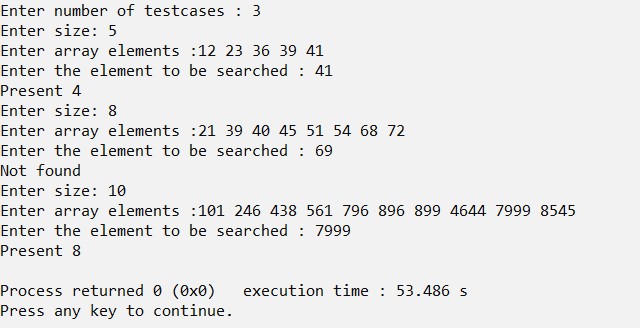 Enter number of testcases : 3
Enter size: 5
Enter array elements :12 23 36 39 41
Enter the element to be searched : 41
Present 4
Enter size: 8
Enter array elements :21 39 40 45 51 54 68 72
Enter the element to be searched : 69
Not found
Enter size: 10
Enter array elements :101 246 438 561 796 896 899 4644 7999 8545
Enter the element to be searched : 7999
Present 8
Process returned 0 (0x0)   execution time : 53.486 s
Press any key to continue.